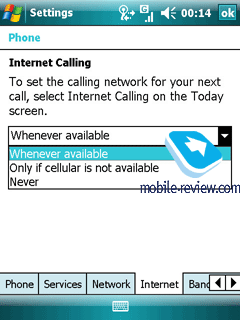 Settings
G
00:14
ok
Phone
Internet Calling
To set the calling network for your next
call, select Internet Calling on the Today
screen.
Whenever available
Whenever available
Only if cellular is not available
Never
mobile-review.com
Phone Services Network Internet Banc